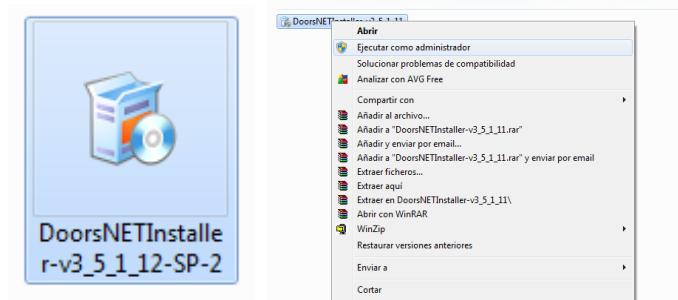 DoorsNETInstalle
r-v3_5_1_12-SP-2
DoorsNETInstaller-v3_5_1_11
Abrir
Ejecutar como administrador
Solucionar problemas de compatibilidad
Analizar con AVG Free
Compartir con
Añadir al archivo...
Añadir a "DoorsNETInstaller-v3_5_1_11.rar"
Añadir y enviar por email...
Añadir a "DoorsNETInstaller-v3_5_1_11.rar" y enviar por email
Extraer ficheros...
Extraer aquí
Extraer en DoorsNETInstaller-v3_5_1_11\
Abrir con WinRAR
WinZip
Restaurar versiones anteriores
Enviar a
Cortar